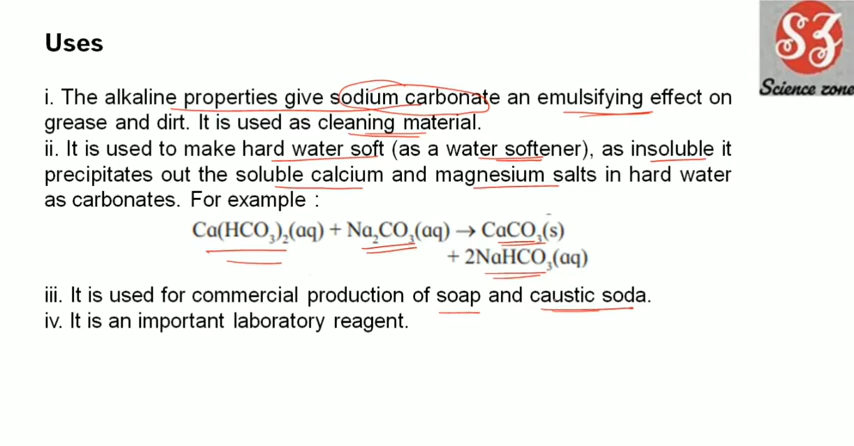 Uses
SZ
Science zone
i. The alkaline properties give sodium carbonate an emulsifying effect on
grease and dirt. It is used as cleaning material.
ii. It is used to make hard water soft (as a water softener), as insoluble it
precipitates out the soluble calcium and magnesium salts in hard water
as carbonates. For example :
Ca(HCO₃)₂(aq) + Na₂CO₃(aq) → CaCO₃(s)
+ 2NaHCO₃(aq)
iii. It is used for commercial production of soap and caustic soda.
iv. It is an important laboratory reagent.